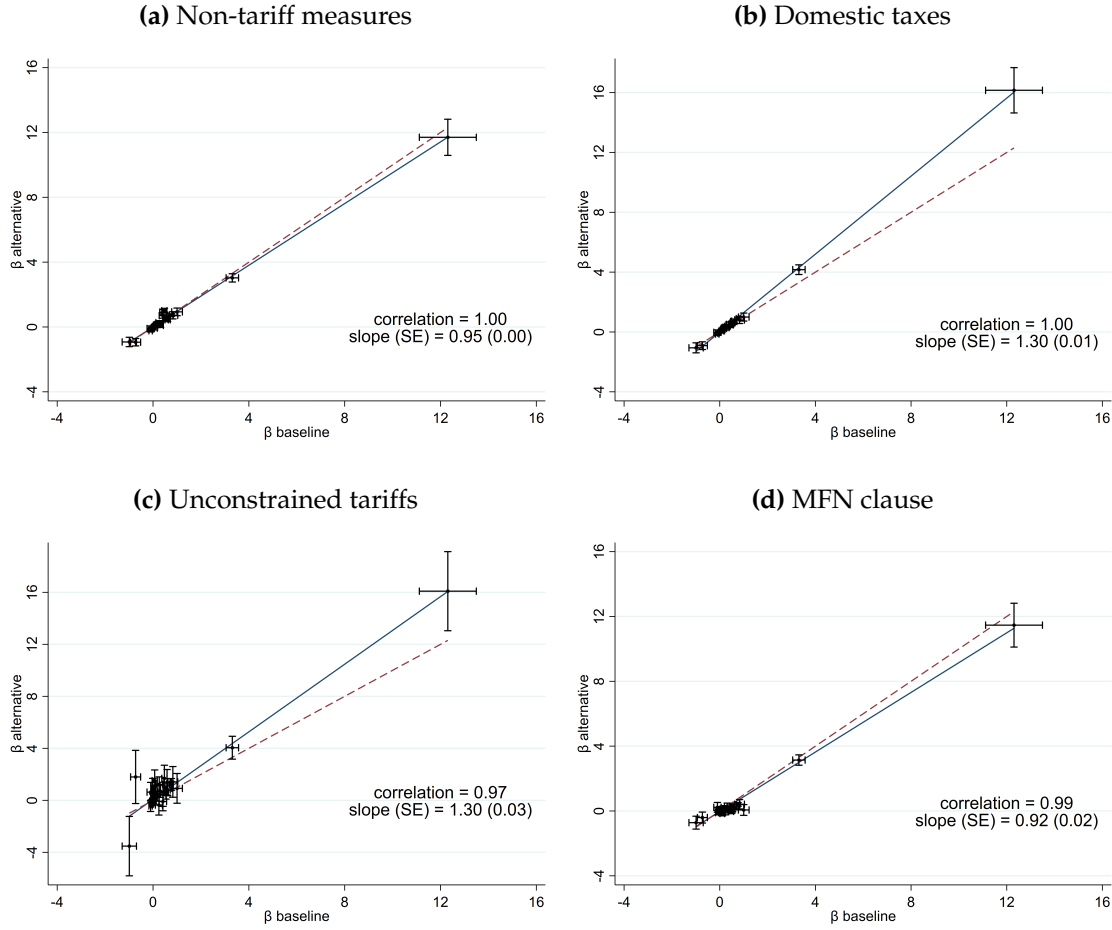 (a) Non-tariff measures
16
12
8
4
0
-4
β alternative
correlation = 1.00
slope (SE) = 0.95 (0.00)
-4 0 4 8 12 16
β baseline
(b) Domestic taxes
16
12
8
4
0
-4
β alternative
correlation = 1.00
slope (SE) = 1.30 (0.01)
-4 0 4 8 12 16
β baseline
(c) Unconstrained tariffs
16
12
8
4
0
-4
β alternative
correlation = 0.97
slope (SE) = 1.30 (0.03)
-4 0 4 8 12 16
β baseline
(d) MFN clause
16
12
8
4
0
-4
β alternative
correlation = 0.99
slope (SE) = 0.92 (0.02)
-4 0 4 8 12 16
β baseline